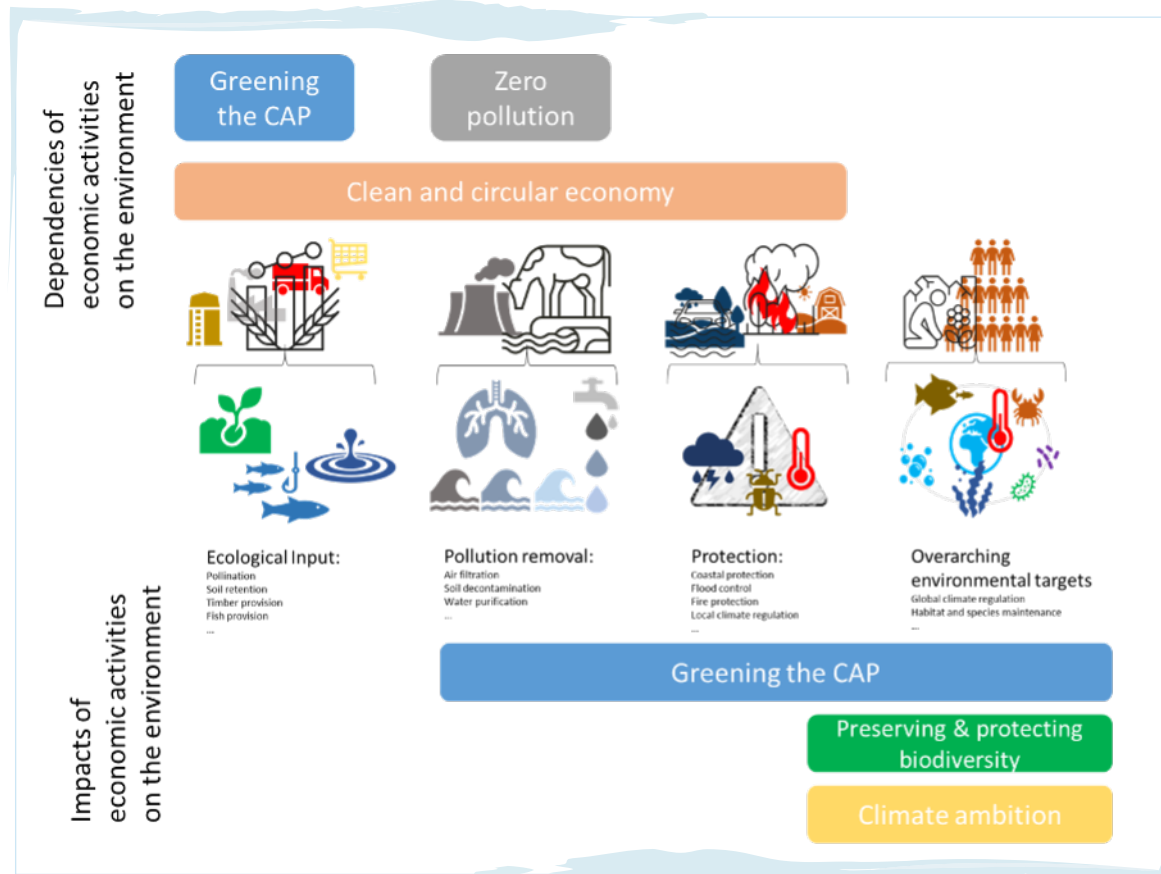 Dependencies of
economic activities
on the environment
Greening
the CAP
Zero
pollution
Clean and circular economy
Ecological Input:
Pollination
Soil retention
Timber provision
Fish provision
...
Pollution removal:
Air filtration
Soil decontamination
Water purification
...
Protection:
Coastal protection
Flood control
Fire protection
Local climate regulation
...
Overarching
environmental targets
Global climate regulation
Habitat and species maintenance
....
Impacts of
economic activities
on the environment
Greening the CAP
Preserving & protecting
biodiversity
Climate ambition